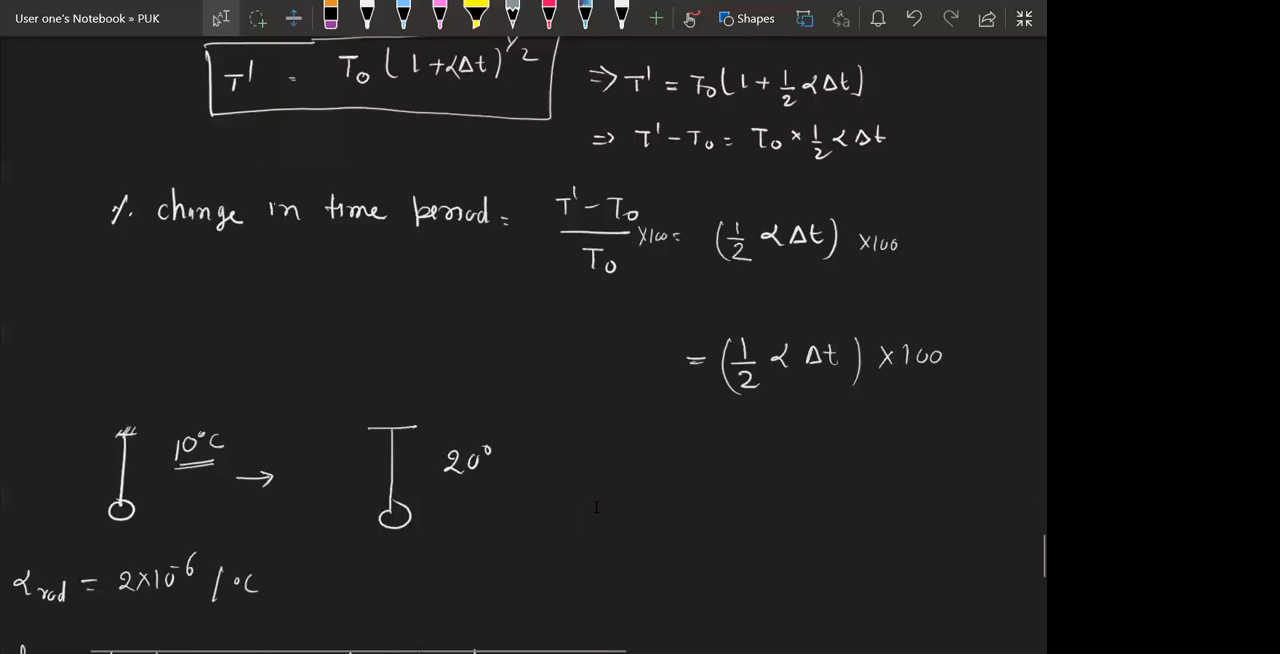 User one's Notebook » PUK
Shapes
T' = T₀ (1+αΔt)^1/2
⇒ T' = T₀(1 + 1/2 αΔt)
⇒ T' - T₀ = T₀ × 1/2 αΔt
% change in time period = (T' - T₀)/T₀ ×100 = (1/2 αΔt) ×100
= (1/2 αΔt) ×100
10°C → 20°
α rod = 2×10⁻⁶ /°C